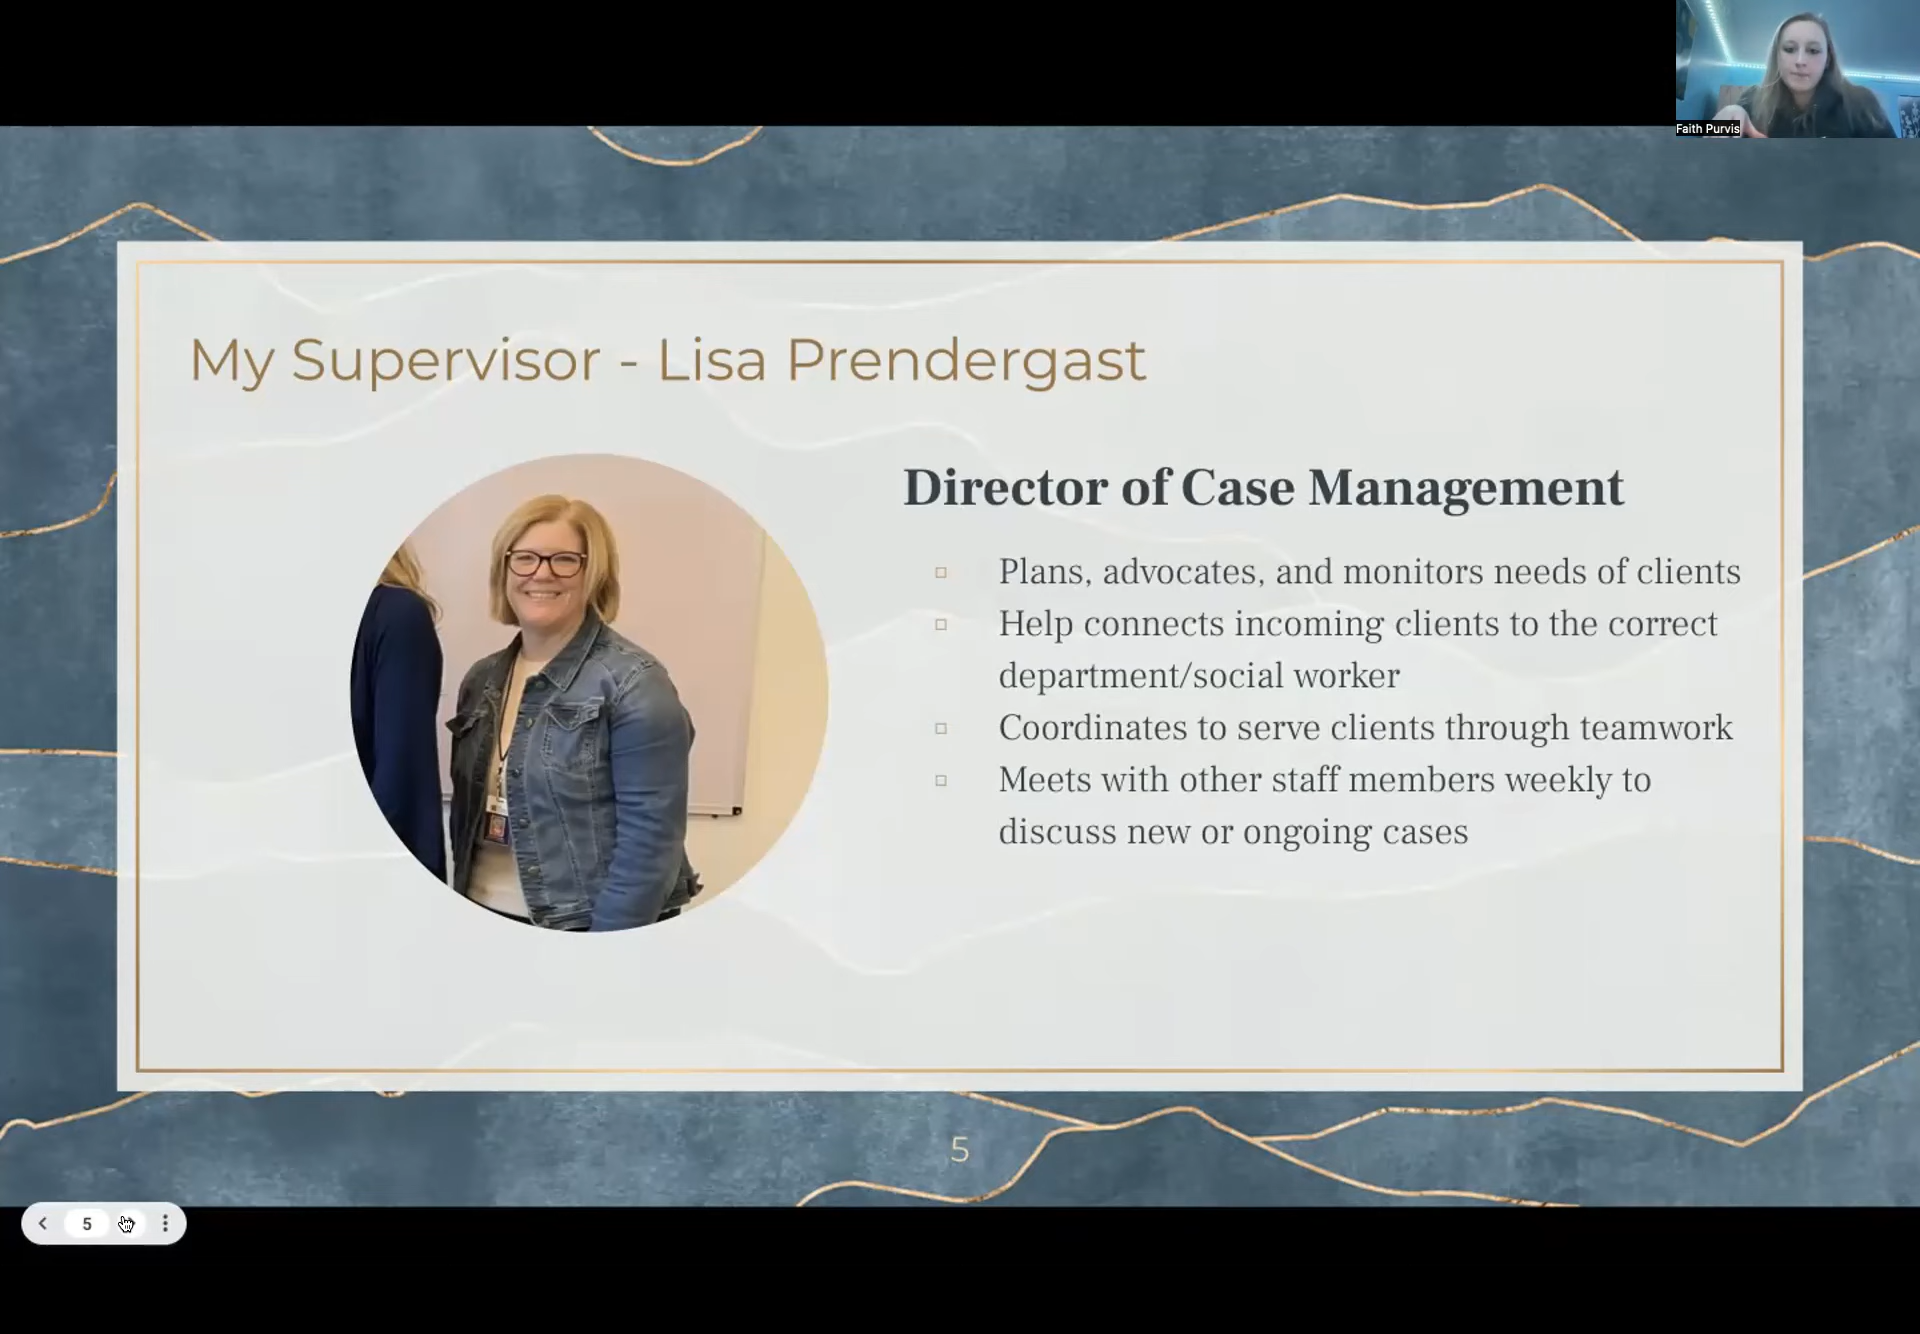 Faith Purvis
My Supervisor - Lisa Prendergast
Director of Case Management
Plans, advocates, and monitors needs of clients
Help connects incoming clients to the correct
department/social worker
Coordinates to serve clients through teamwork
Meets with other staff members weekly to
discuss new or ongoing cases
5
5